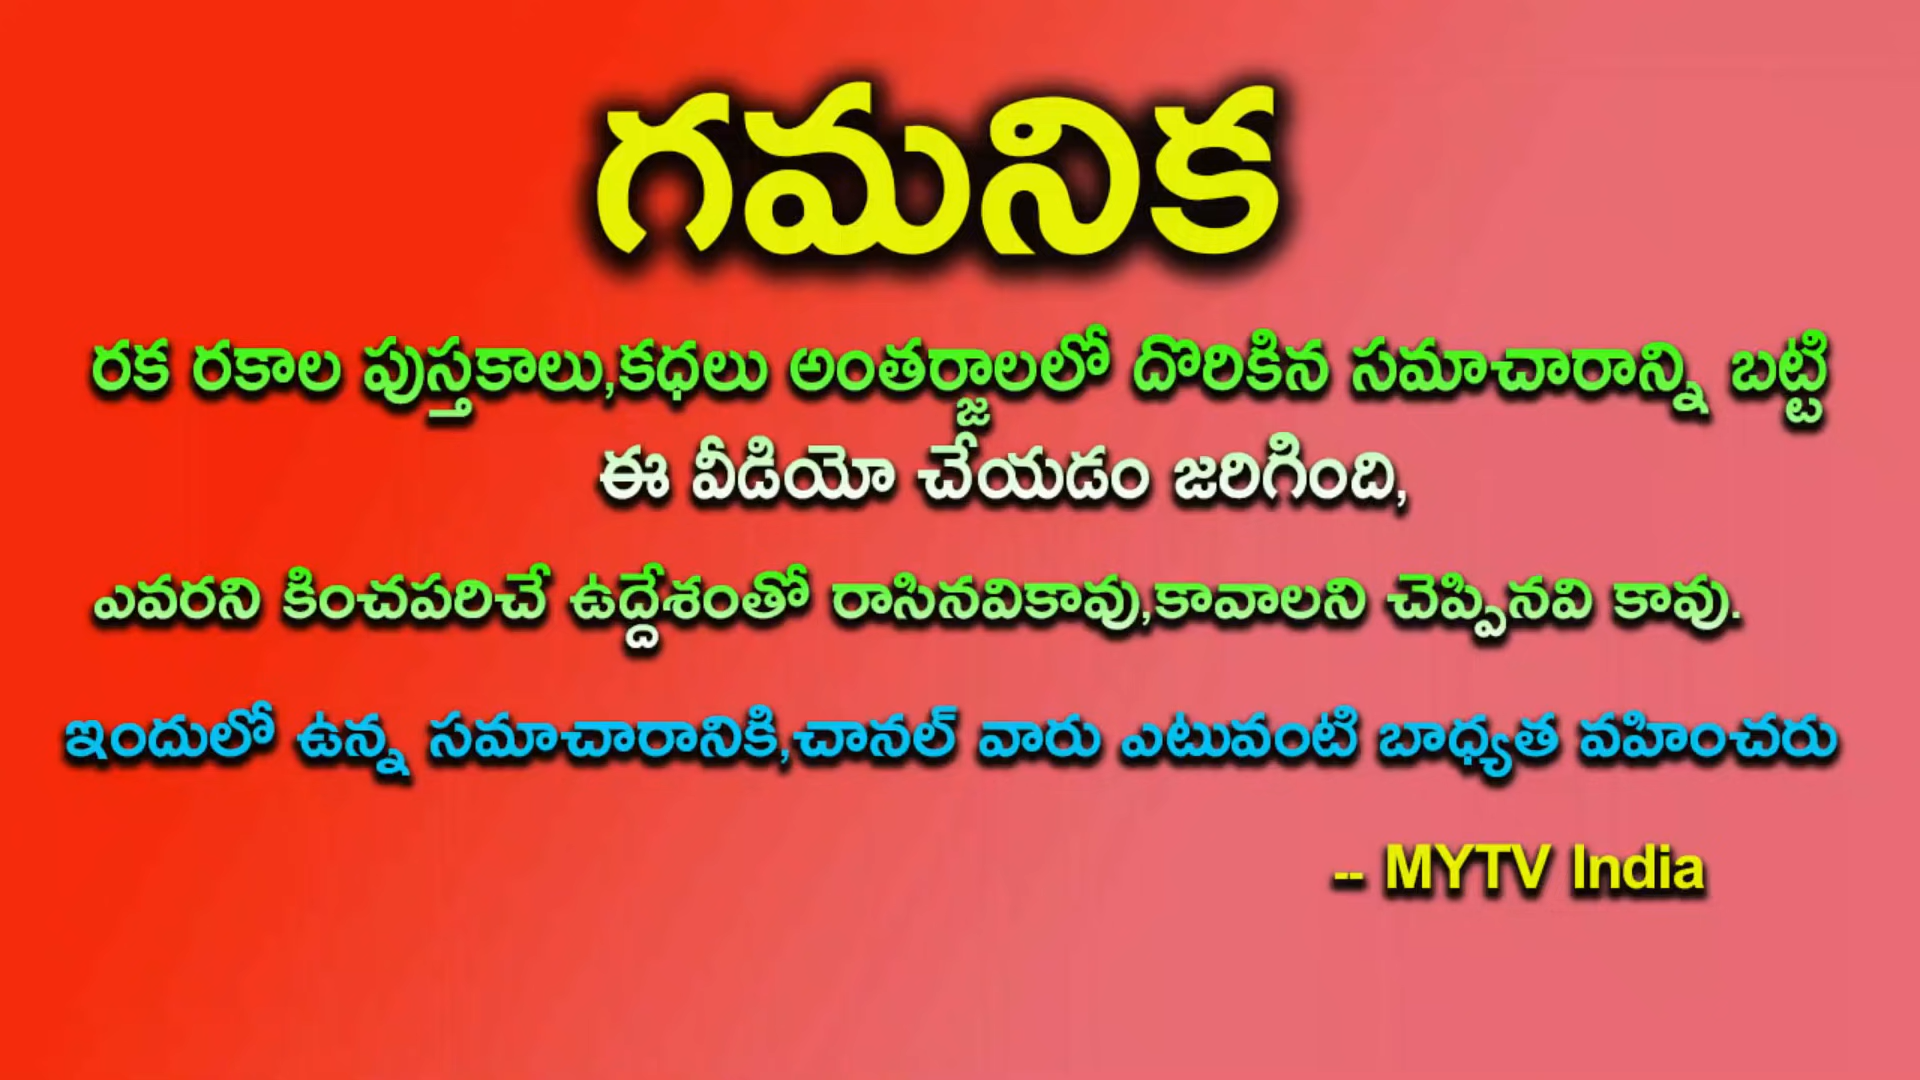 గమనిక
రక రకాల పుస్తకాలు,కధలు అంతర్జాలలో దొరికిన సమాచారాన్ని బట్టి
ఈ వీడియో చేయడం జరిగింది,
ఎవరని కించపరిచే ఉద్దేశంతో రాసినవికావు,కావాలని చెప్పినవి కావు.
ఇందులో ఉన్న సమాచారానికి,చానల్ వారు ఎటువంటి బాధ్యత వహించరు
-- MYTV India